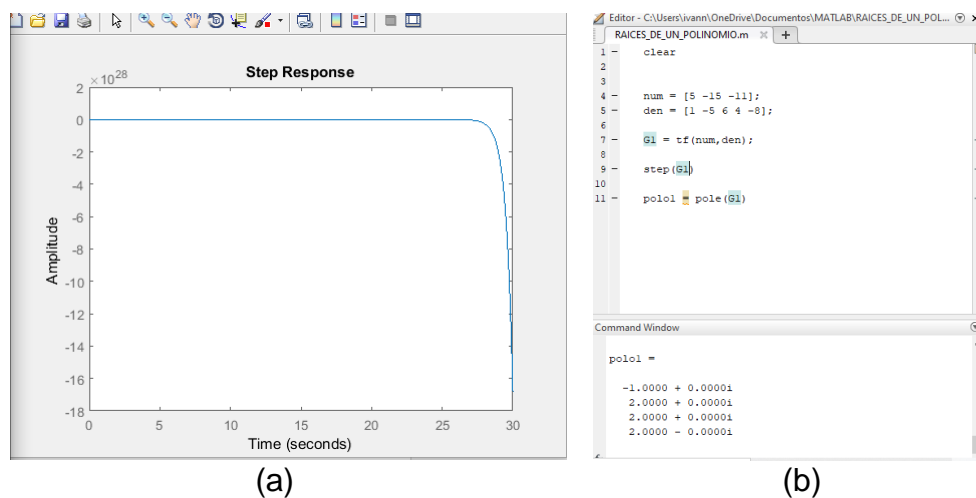 Step Response
×10^28
2
0
-2
-4
-6
-8
-10
-12
-14
-16
-18
Amplitude
0 5 10 15 20 25 30
Time (seconds)
(a)
Editor - C:\Users\ivann\OneDrive\Documentos\MATLAB\RAICES_DE_UN_POL...
RAICES_DE_UN_POLINOMIO.m
1 - clear
2
3
4 - num = [5 -15 -11];
5 - den = [1 -5 6 4 -8];
6
7 - G1 = tf(num,den);
8
9 - step(G1)
10
11 - polo1 = pole(G1)
Command Window
polo1 =
-1.0000 + 0.0000i
2.0000 + 0.0000i
2.0000 + 0.0000i
2.0000 - 0.0000i
(b)